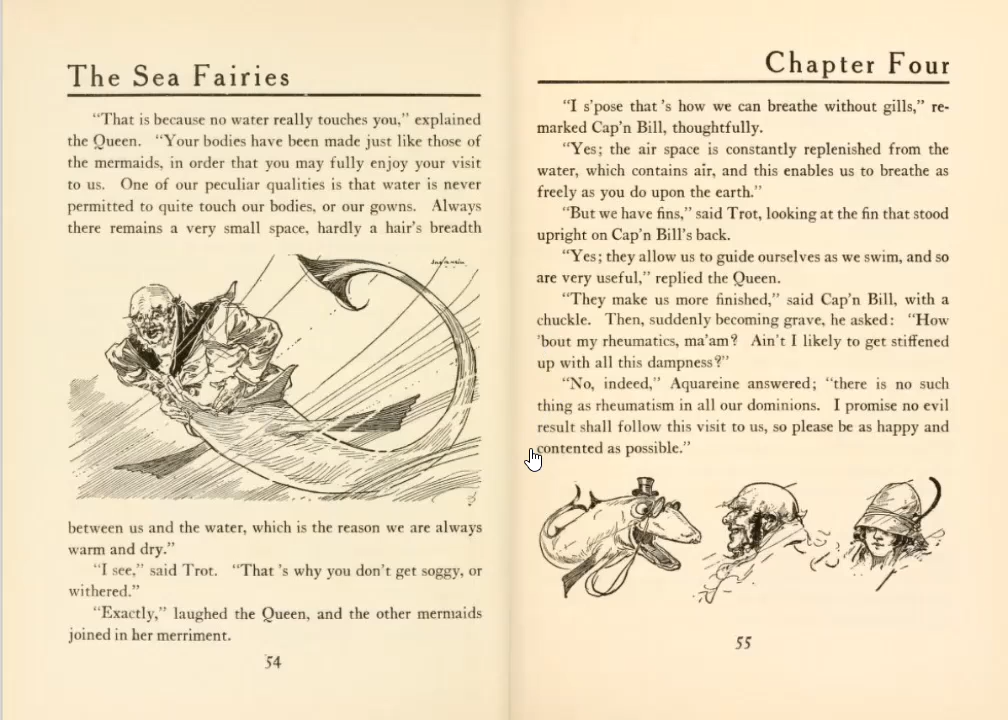 The Sea Fairies
"That is because no water really touches you," explained
the Queen. "Your bodies have been made just like those of
the mermaids, in order that you may fully enjoy your visit
to us. One of our peculiar qualities is that water is never
permitted to quite touch our bodies, or our gowns. Always
there remains a very small space, hardly a hair's breadth
between us and the water, which is the reason we are always
warm and dry."
"I see," said Trot. "That 's why you don't get soggy, or
withered."
"Exactly," laughed the Queen, and the other mermaids
joined in her merriment.
54
Chapter Four
"I s'pose that 's how we can breathe without gills," re-
marked Cap'n Bill, thoughtfully.
"Yes; the air space is constantly replenished from the
water, which contains air, and this enables us to breathe as
freely as you do upon the earth."
"But we have fins," said Trot, looking at the fin that stood
upright on Cap'n Bill's back.
"Yes; they allow us to guide ourselves as we swim, and so
are very useful," replied the Queen.
"They make us more finished," said Cap'n Bill, with a
chuckle. Then, suddenly becoming grave, he asked: "How
'bout my rheumatics, ma'am? Ain't I likely to get stiffened
up with all this dampness?"
"No, indeed," Aquareine answered; "there is no such
thing as rheumatism in all our dominions. I promise no evil
result shall follow this visit to us, so please be as happy and
contented as possible."
55